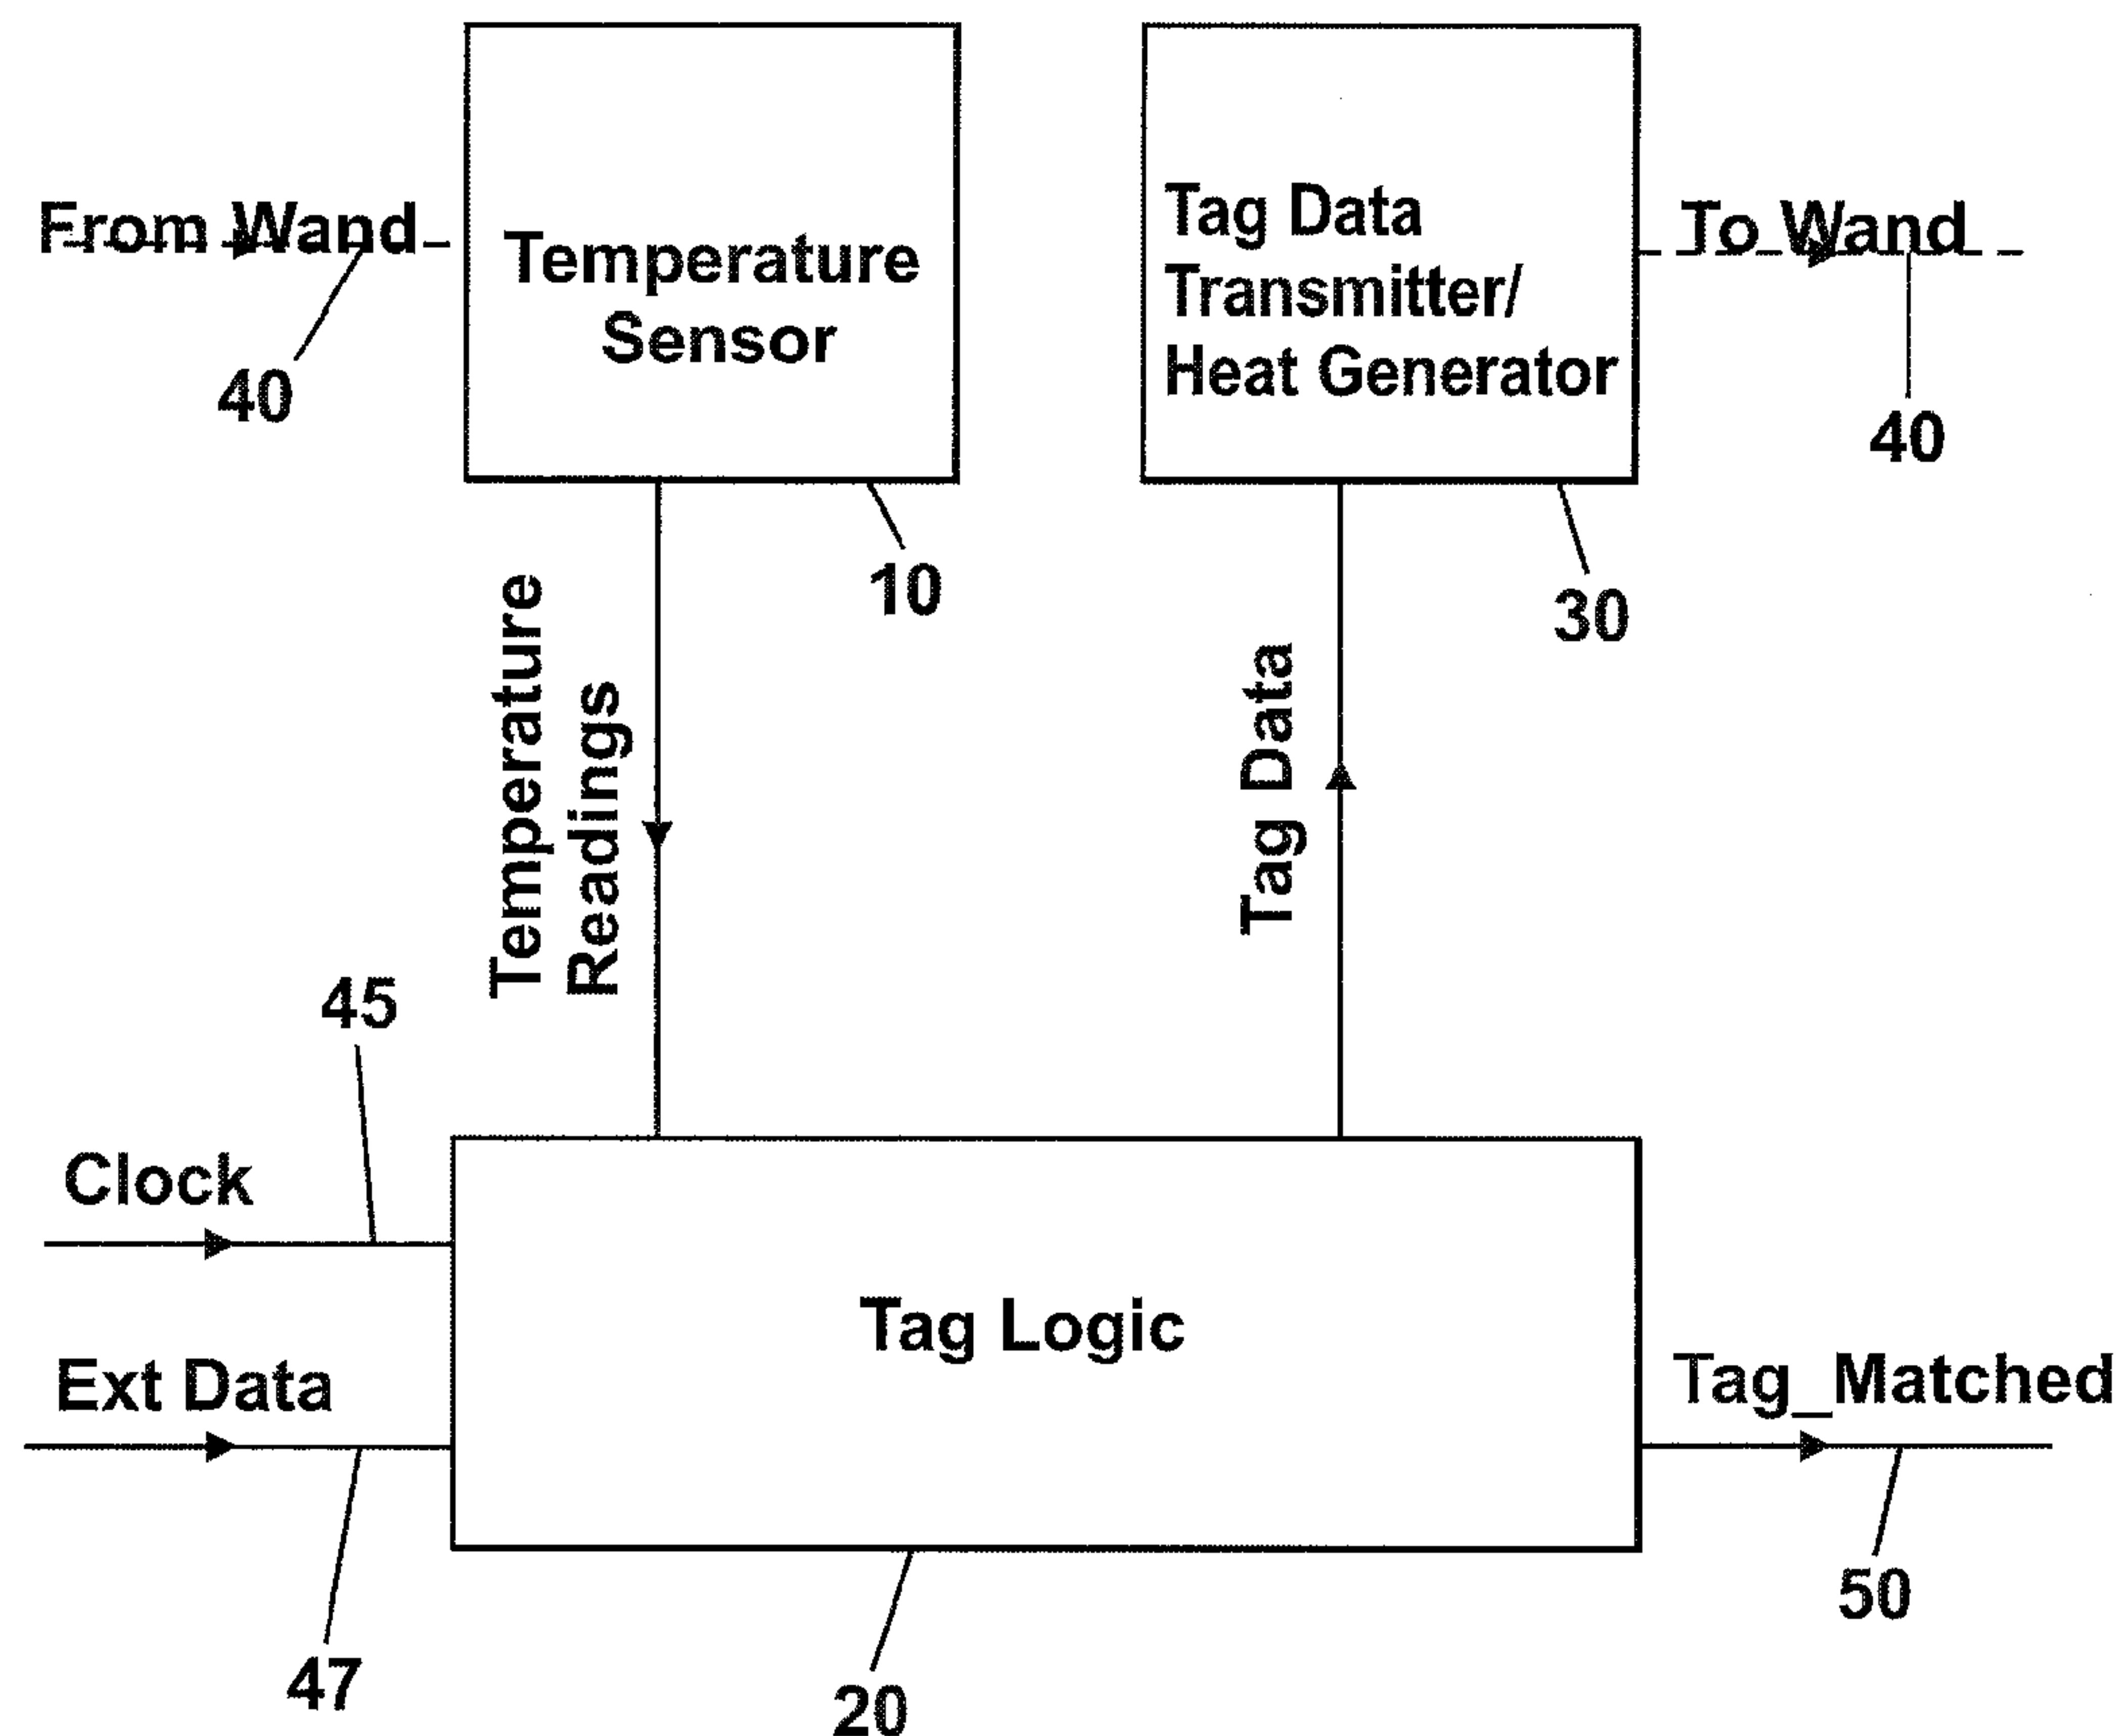 From Wand
40
Temperature
Sensor
10
Tag Data
Transmitter/
Heat Generator
30
To Wand
40
Temperature
Readings
Tag Data
45
Clock
Ext Data
47
Tag Logic
20
Tag_Matched
50